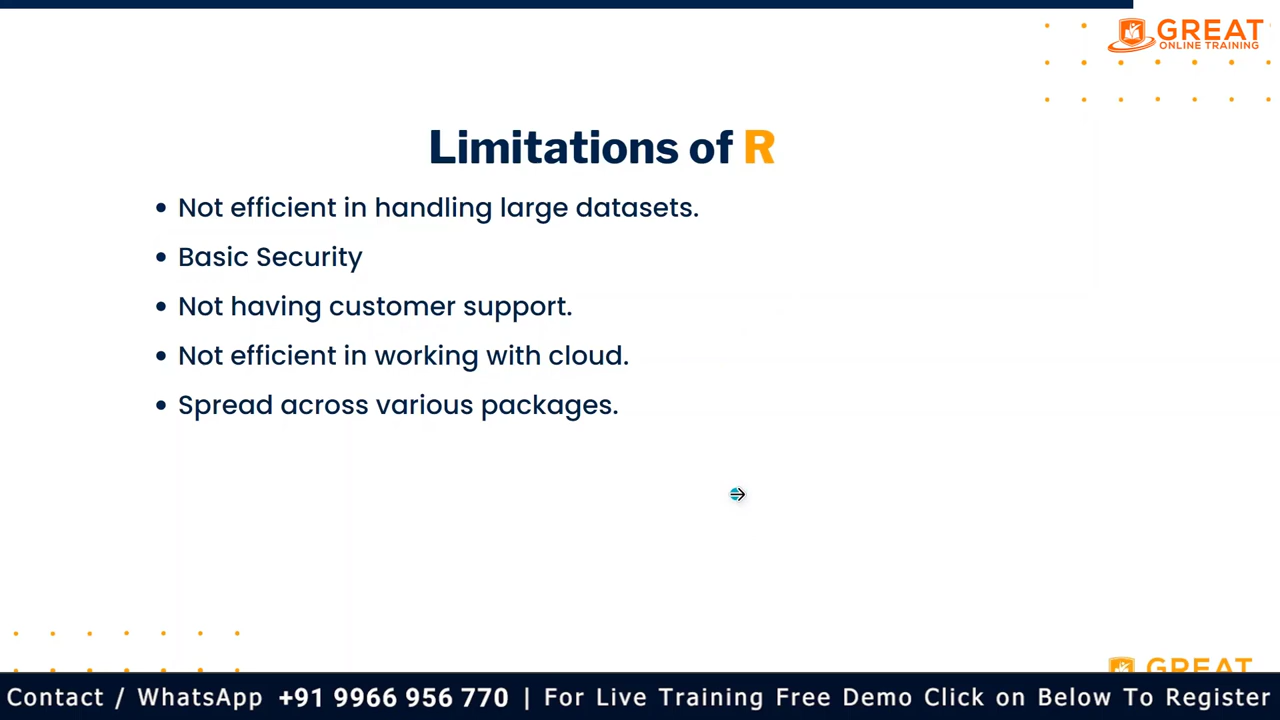 GREAT
ONLINE TRAINING
Limitations of R
• Not efficient in handling large datasets.
• Basic Security
• Not having customer support.
• Not efficient in working with cloud.
• Spread across various packages.
GREAT
Contact / WhatsApp +91 9966 956 770 | For Live Training Free Demo Click on Below To Register